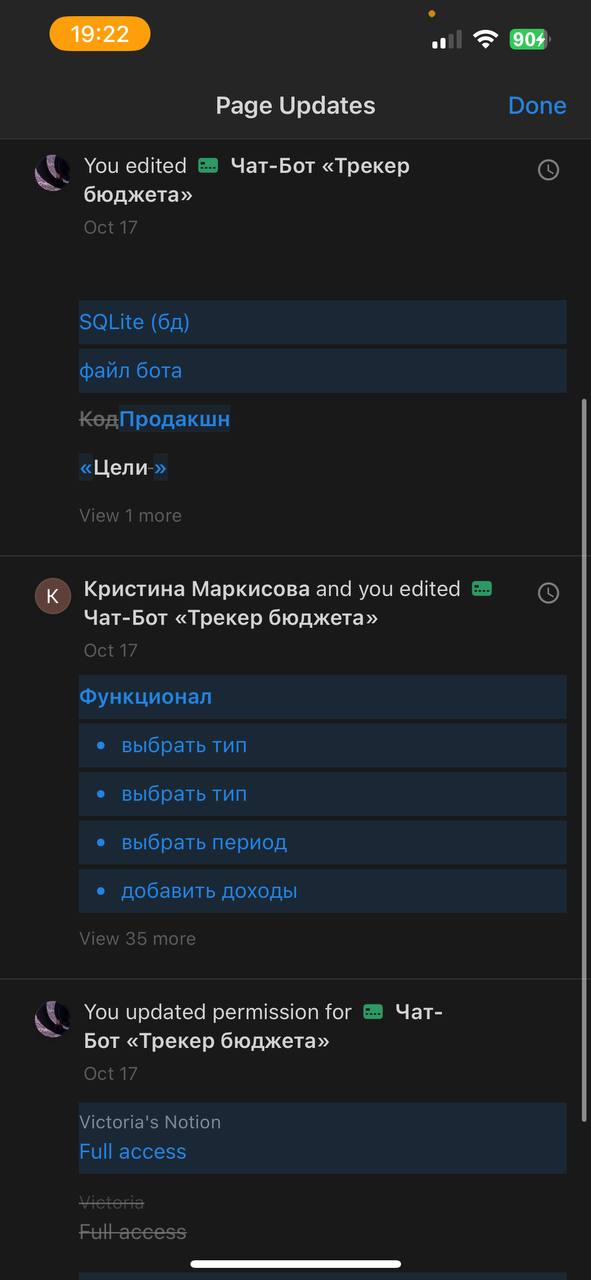 19:22
90
Page Updates
Done
You edited Чат-Бот «Трекер
бюджета»
Oct 17
SQLite (бд)
файл бота
КодПродакшн
«Цели-»
View 1 more
К
Кристина Маркисова and you edited
Чат-Бот «Трекер бюджета»
Oct 17
Функционал
• выбрать тип
• выбрать тип
• выбрать период
• добавить доходы
View 35 more
You updated permission for Чат-
Бот «Трекер бюджета»
Oct 17
Victoria's Notion
Full access
Victoria
Full access